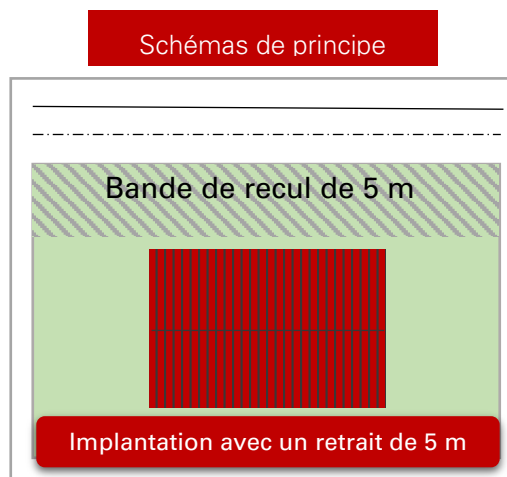 Schémas de principe
Bande de recul de 5 m
Implantation avec un retrait de 5 m